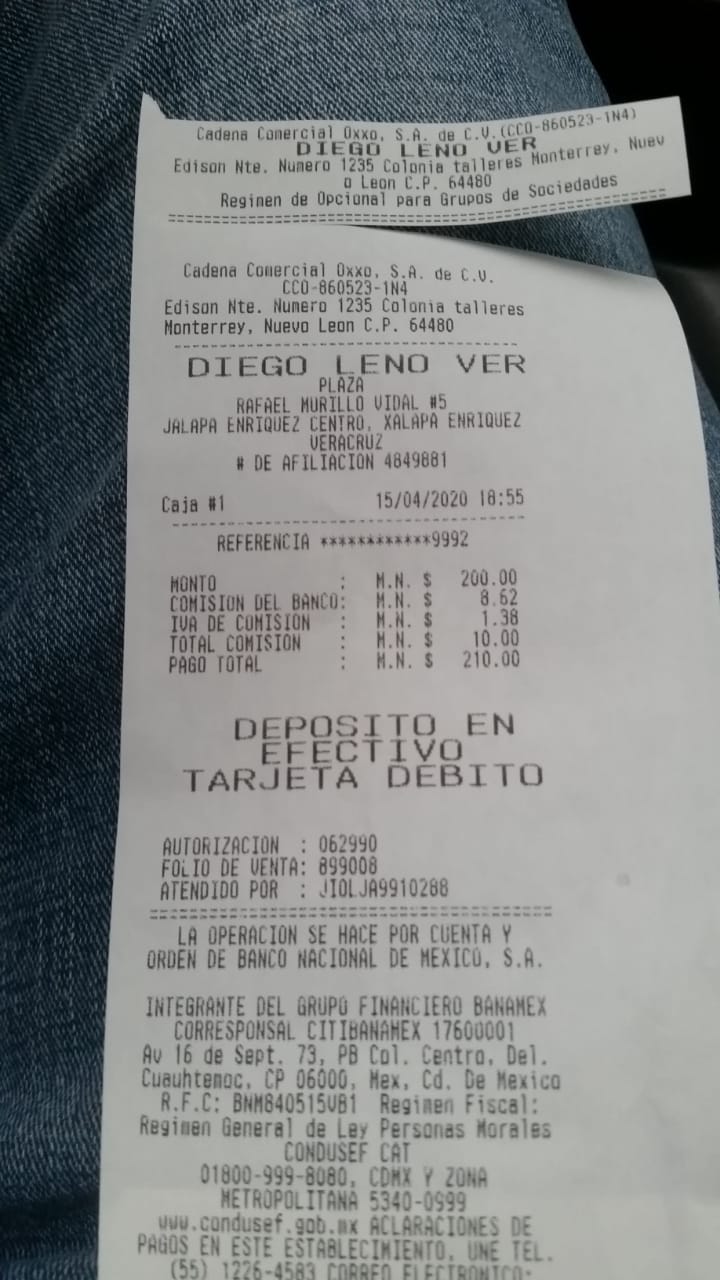 Cadena Comercial Oxxo, S.A. de C.V.(CCO-860523-1N4)
DIEGO LENO VER
Edison Nte. Numero 1235 Colonia talleres Monterrey, Nuev
o Leon C.P. 64480
Regimen de Opcional para Grupos de Sociedades
Cadena Comercial Oxxo, S.A. de C.V.
CCO-860523-1N4
Edison Nte. Numero 1235 Colonia talleres
Monterrey, Nuevo Leon C.P. 64480
DIEGO LENO VER
PLAZA
RAFAEL MURILLO VIDAL #5
JALAPA ENRIQUEZ CENTRO, XALAPA ENRIQUEZ
VERACRUZ
# DE AFILIACION 4849881
Caja #1 15/04/2020 18:55
REFERENCIA ************9992
MONTO : M.N. $ 200.00
COMISION DEL BANCO: M.N. $ 8.62
IVA DE COMISION : M.N. $ 1.38
TOTAL COMISION : M.N. $ 10.00
PAGO TOTAL : M.N. $ 210.00
DEPOSITO EN
EFECTIVO
TARJETA DEBITO
AUTORIZACION : 062990
FOLIO DE VENTA: 899008
ATENDIDO POR : JIOLJA9910288
LA OPERACION SE HACE POR CUENTA Y
ORDEN DE BANCO NACIONAL DE MEXICO, S.A.
INTEGRANTE DEL GRUPO FINANCIERO BANAMEX
CORRESPONSAL CITIBANAMEX 17600001
Av 16 de Sept. 73, PB Col. Centro, Del.
Cuauhtemoc, CP 06000, Mex, Cd. De Mexico
R.F.C: BNM840515VB1 Regimen Fiscal:
Regimen General de Ley Personas Morales
CONDUSEF CAT
01800-999-8080, CDMX Y ZONA
METROPOLITANA 5340-0999
www.condusef.gob.mx ACLARACIONES DE
PAGOS EN ESTE ESTABLECIMIENTO, UNE TEL.
(55) 1226-4583 CORREO ELECTRONICO: